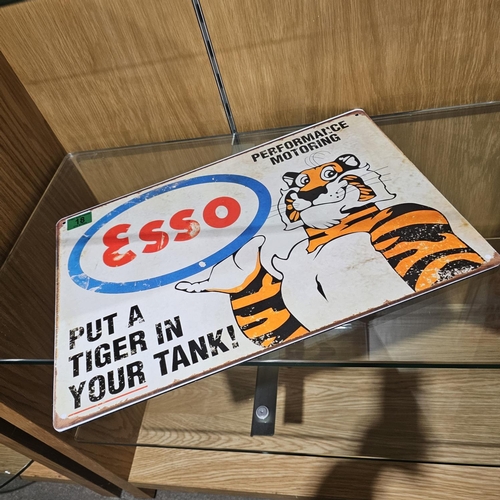 PERFORMANCE
MOTORING
Esso
PUT A
TIGER IN
YOUR TANK!